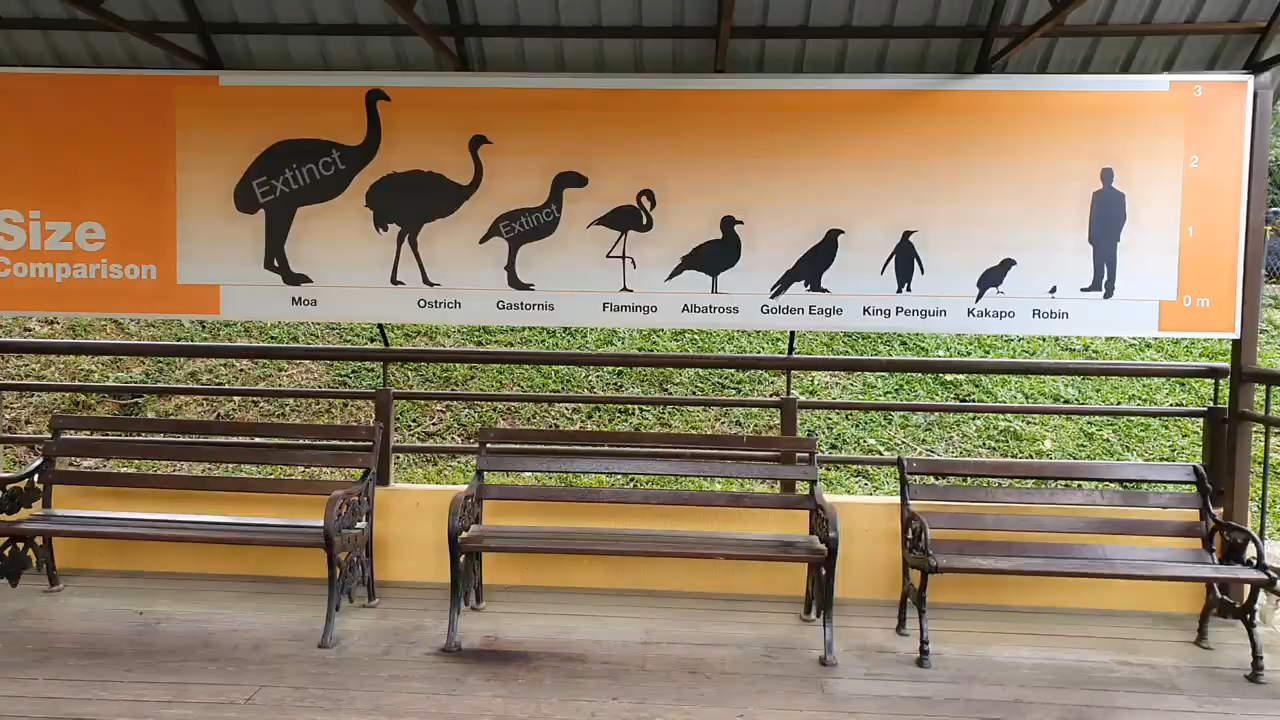 Size
Comparison
Extinct
Extinct
Moa
Ostrich
Gastornis
Flamingo
Albatross
Golden Eagle
King Penguin
Kakapo
Robin
3
2
1
0 m